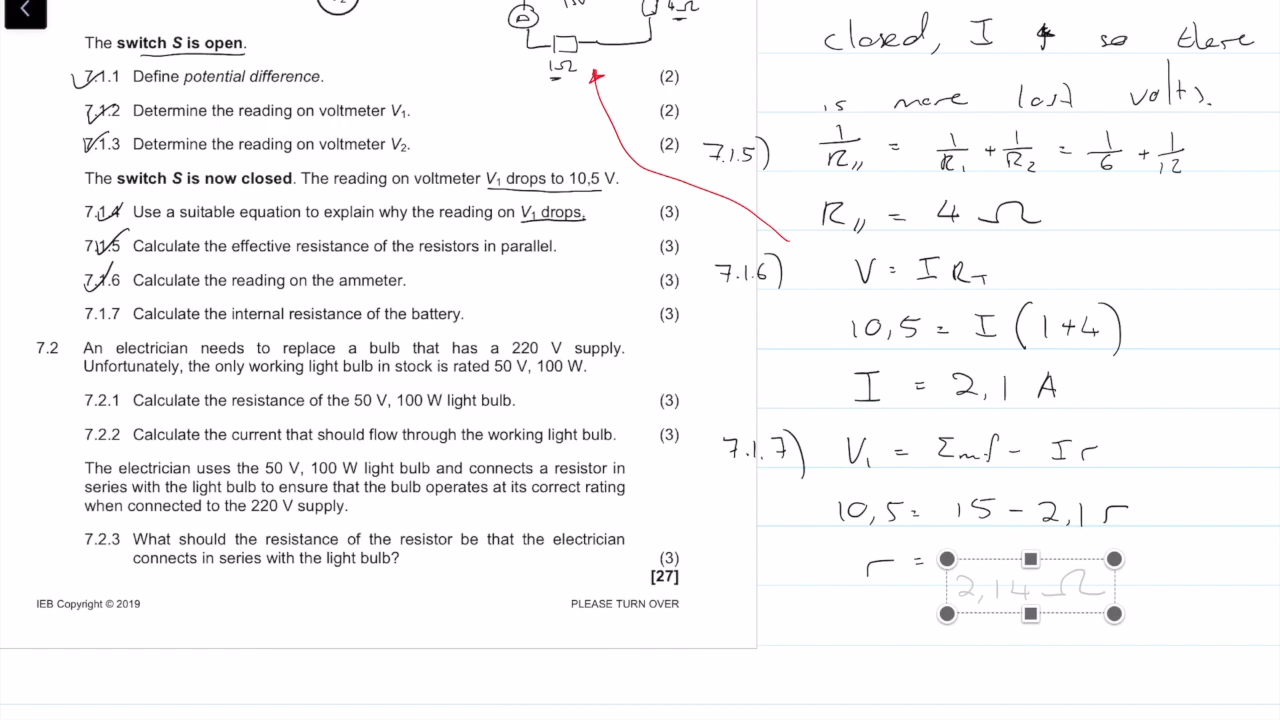 1Ω
4Ω
The switch S is open.
7.1.1 Define potential difference. (2)
7.1.2 Determine the reading on voltmeter V1. (2)
7.1.3 Determine the reading on voltmeter V2. (2)
The switch S is now closed. The reading on voltmeter V1 drops to 10,5 V.
7.1.4 Use a suitable equation to explain why the reading on V1 drops. (3)
7.1.5 Calculate the effective resistance of the resistors in parallel. (3)
7.1.6 Calculate the reading on the ammeter. (3)
7.1.7 Calculate the internal resistance of the battery. (3)
7.2 An electrician needs to replace a bulb that has a 220 V supply.
Unfortunately, the only working light bulb in stock is rated 50 V, 100 W.
7.2.1 Calculate the resistance of the 50 V, 100 W light bulb. (3)
7.2.2 Calculate the current that should flow through the working light bulb. (3)
The electrician uses the 50 V, 100 W light bulb and connects a resistor in
series with the light bulb to ensure that the bulb operates at its correct rating
when connected to the 220 V supply.
7.2.3 What should the resistance of the resistor be that the electrician
connects in series with the light bulb? (3)
[27]
IEB Copyright © 2019 PLEASE TURN OVER
closed, I ↑ so there
is more lost volts.
7.1.5) 1/R// = 1/R1 + 1/R2 = 1/6 + 1/12
R// = 4 Ω
7.1.6) V = I RT
10,5 = I (1+4)
I = 2,1 A
7.1.7) V1 = Emf - Ir
10,5 = 15 - 2,1 r
r = 2,14 Ω